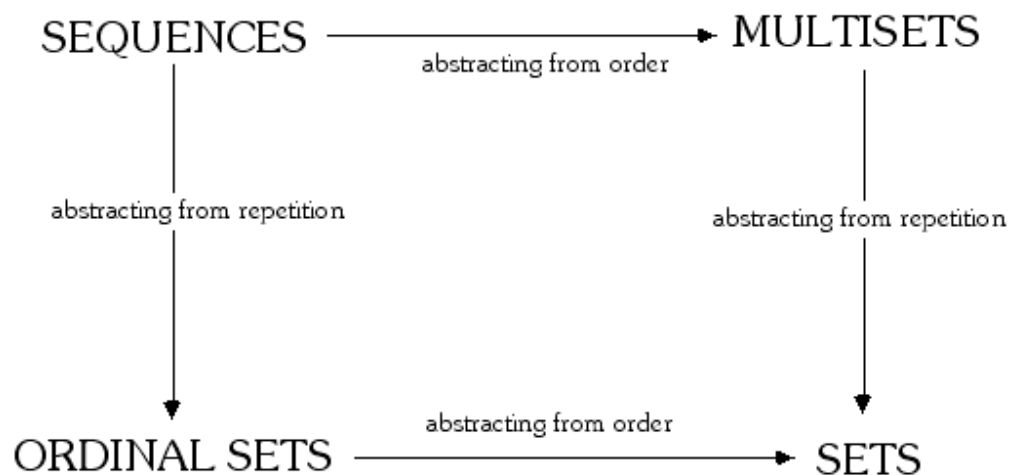 SEQUENCES
MULTISETS
abstracting from order
abstracting from repetition
abstracting from repetition
abstracting from order
ORDINAL SETS
SETS